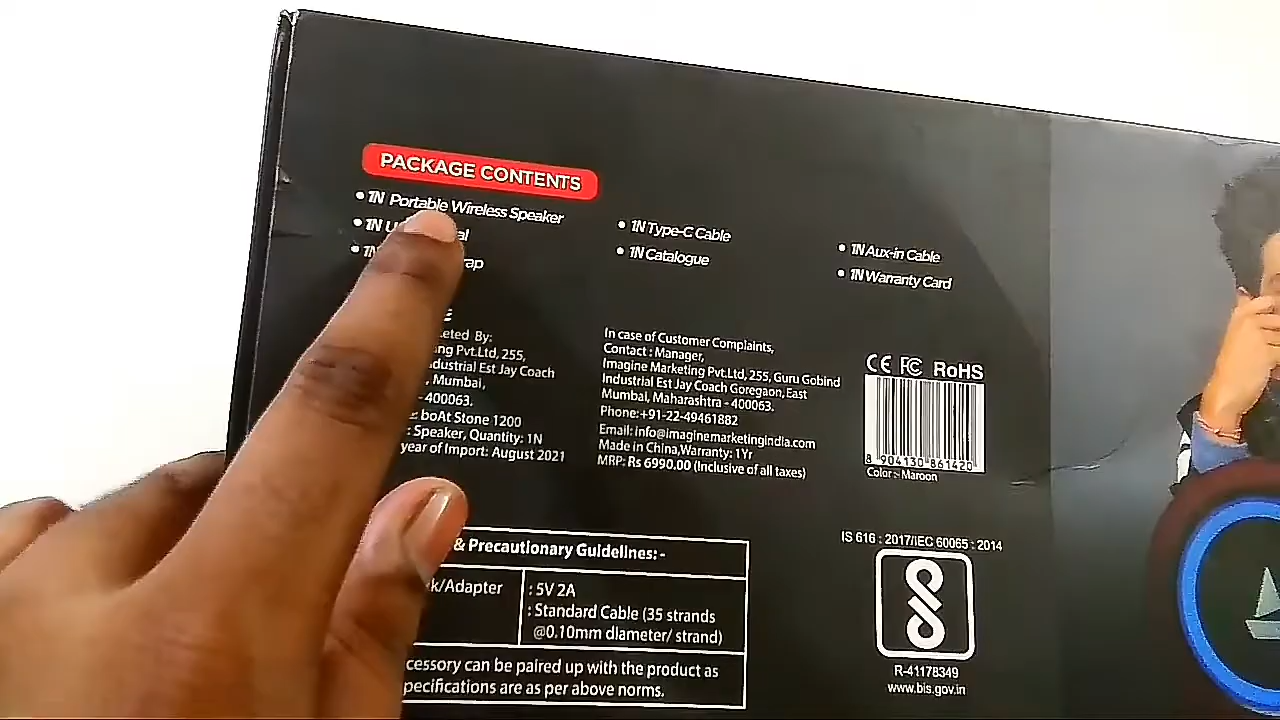 PACKAGE CONTENTS
• 1N Portable Wireless Speaker
• 1N
• 1N
• 1N Type-C Cable
• 1N Catalogue
• 1N Aux-in Cable
• 1N Warranty Card
By:
Pvt.Ltd, 255,
Est Jay Coach
, Mumbai,
- 400063.
boAt Stone 1200
: Speaker, Quantity: 1N
year of Import: August 2021
In case of Customer Complaints,
Contact : Manager,
Imagine Marketing Pvt.Ltd, 255, Guru Gobind
Industrial Est Jay Coach Goregaon, East
Mumbai, Maharashtra - 400063.
Phone:+91-22-49461882
Email: info@imaginemarketingindia.com
Made in China,Warranty: 1Yr
MRP: Rs 6990.00 (Inclusive of all taxes)
CE FC RoHS
8 904130 861420
Color:- Maroon
& Precautionary Guidelines:-
/Adapter
: 5V 2A
: Standard Cable (35 strands
@0.10mm diameter/ strand)
can be paired up with the product as
are as per above norms.
IS 616 : 2017/IEC 60065 : 2014
R-41178349
www.bis.gov.in